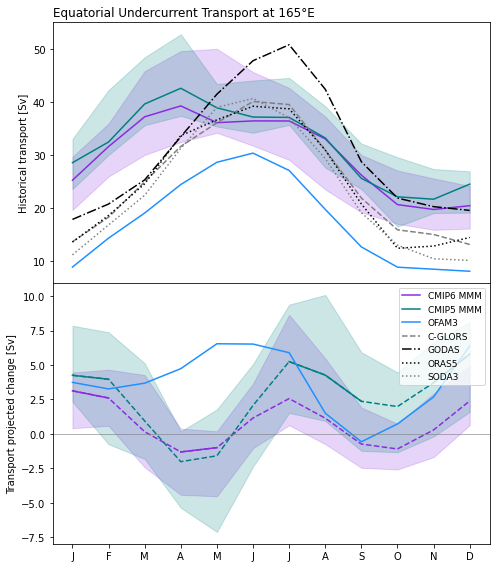 Equatorial Undercurrent Transport at 165°E
Historical transport [Sv]
50
40
30
20
10
Transport projected change [Sv]
10.0
7.5
5.0
2.5
0.0
−2.5
−5.0
−7.5
CMIP6 MMM
CMIP5 MMM
OFAM3
C-GLORS
GODAS
ORAS5
SODA3
J F M A M J J A S O N D